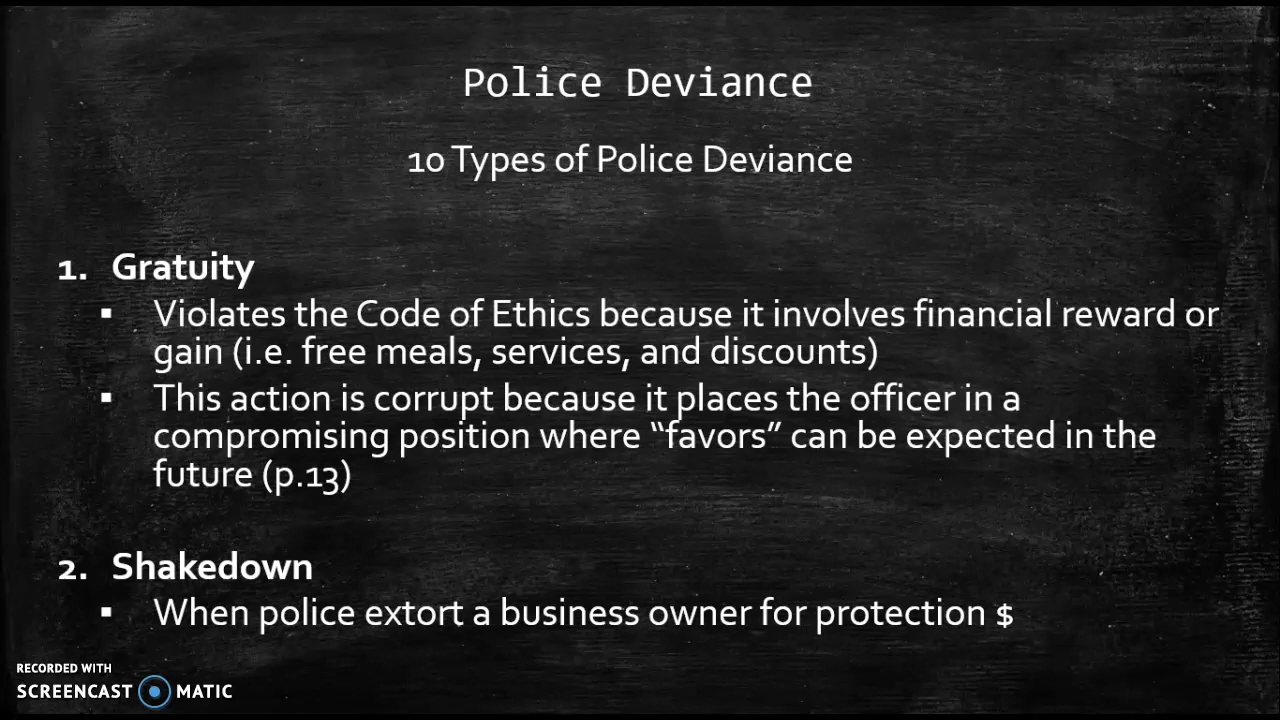 Police Deviance
10 Types of Police Deviance
1. Gratuity
▪ Violates the Code of Ethics because it involves financial reward or
gain (i.e. free meals, services, and discounts)
▪ This action is corrupt because it places the officer in a
compromising position where “favors” can be expected in the
future (p.13)
2. Shakedown
▪ When police extort a business owner for protection $
RECORDED WITH
SCREENCAST MATIC